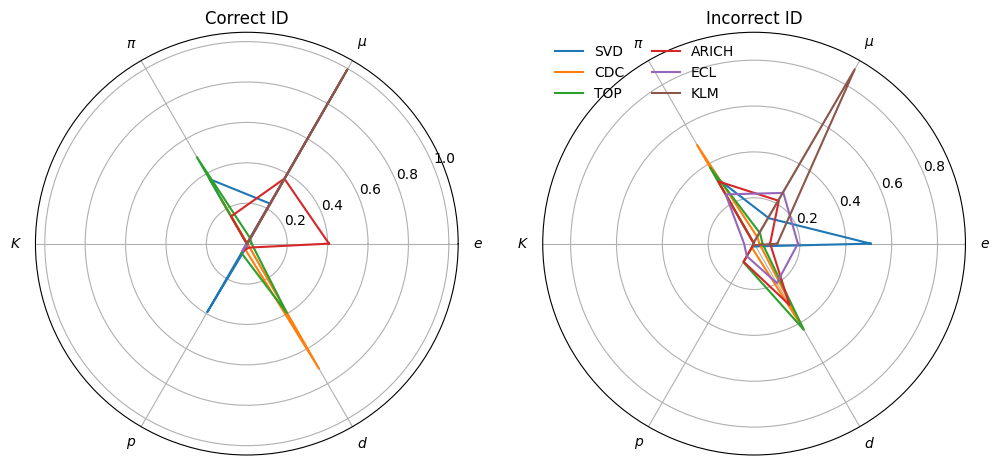 Correct ID
π
μ
K
e
p
d
0.2
0.4
0.6
0.8
1.0
Incorrect ID
π
μ
K
e
p
d
0.2
0.4
0.6
0.8
SVD
CDC
TOP
ARICH
ECL
KLM